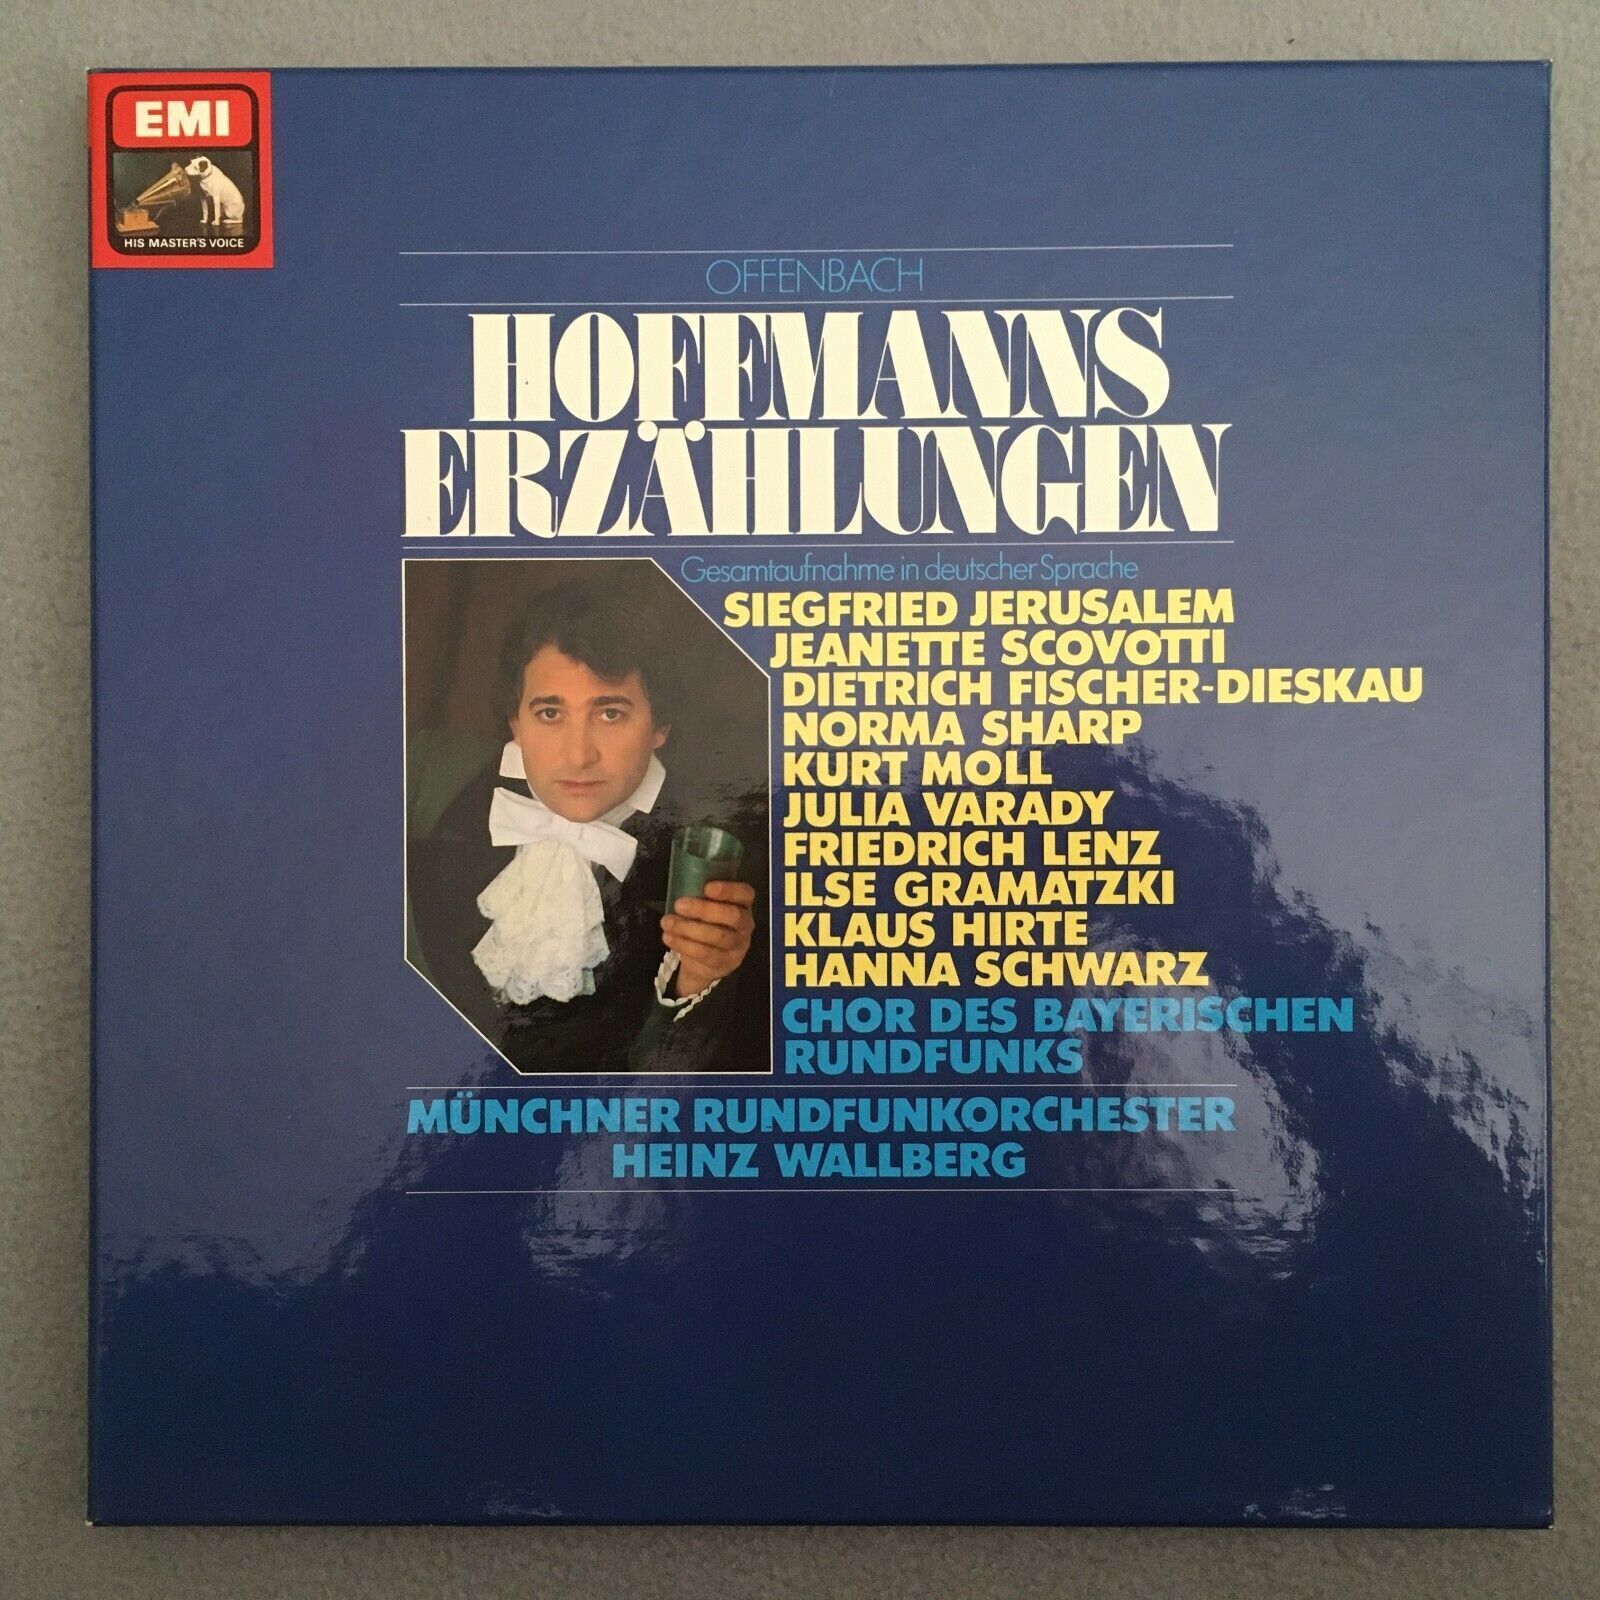 EMI
HIS MASTER'S VOICE
OFFENBACH
HOFFMANNS
ERZÄHLUNGEN
Gesamtaufnahme in deutscher Sprache
SIEGFRIED JERUSALEM
JEANETTE SCOVOTTI
DIETRICH FISCHER-DIESKAU
NORMA SHARP
KURT MOLL
JULIA VARADY
FRIEDRICH LENZ
ILSE GRAMATZKI
KLAUS HIRTE
HANNA SCHWARZ
CHOR DES BAYERISCHEN
RUNDFUNKS
MÜNCHNER RUNDFUNKORCHESTER
HEINZ WALLBERG